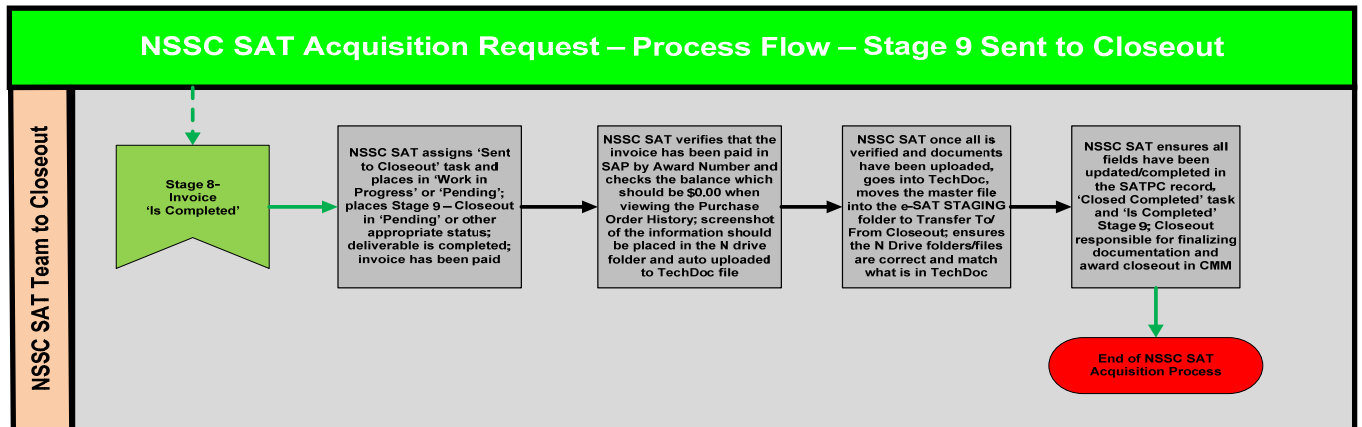 NSSC SAT Acquisition Request – Process Flow – Stage 9 Sent to Closeout
NSSC SAT Team to Closeout
Stage 8–
Invoice
‘Is Completed’
NSSC SAT assigns ‘Sent
to Closeout’ task and
places in ‘Work in
Progress’ or ‘Pending’;
places Stage 9 – Closeout
in ‘Pending’ or other
appropriate status;
deliverable is completed;
invoice has been paid
NSSC SAT verifies that the
invoice has been paid in
SAP by Award Number and
checks the balance which
should be $0.00 when
viewing the Purchase
Order History; screenshot
of the information should
be placed in the N drive
folder and auto uploaded
to TechDoc file
NSSC SAT once all is
verified and documents
have been uploaded,
goes into TechDoc,
moves the master file
into the e-SAT STAGING
folder to Transfer To/
From Closeout; ensures
the N Drive folders/files
are correct and match
what is in TechDoc
NSSC SAT ensures all
fields have been
updated/completed in
the SATPC record,
‘Closed Completed’ task
and ‘Is Completed’
Stage 9; Closeout
responsible for finalizing
documentation and
award closeout in CMM
End of NSSC SAT
Acquisition Process